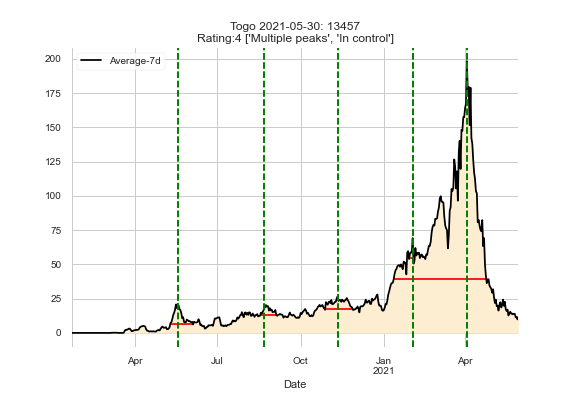 Togo 2021-05-30: 13457
Rating:4 ['Multiple peaks', 'In control']
Average-7d
200
175
150
125
100
75
50
25
0
Apr
Jul
Oct
Jan
2021
Apr
Date